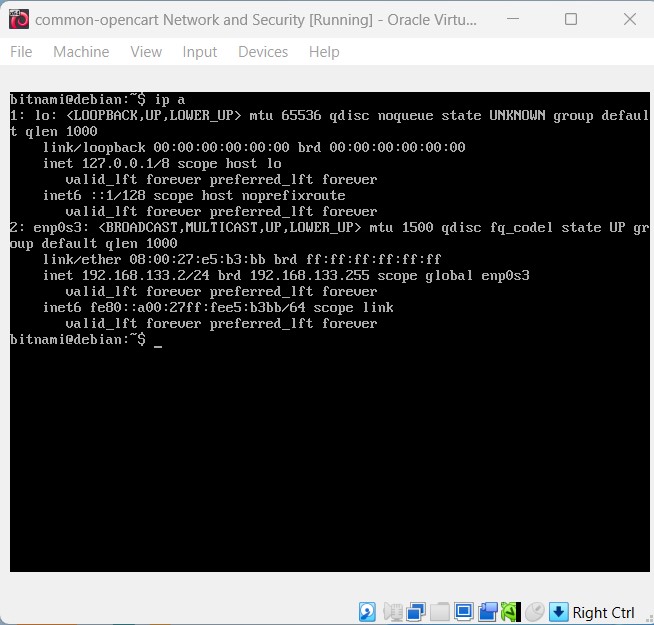 common-opencart Network and Security [Running] - Oracle Virtu...
File Machine View Input Devices Help
bitnami@debian:~$ ip a
1: lo: <LOOPBACK,UP,LOWER_UP> mtu 65536 qdisc noqueue state UNKNOWN group defaul
t qlen 1000
    link/loopback 00:00:00:00:00:00 brd 00:00:00:00:00:00
    inet 127.0.0.1/8 scope host lo
       valid_lft forever preferred_lft forever
    inet6 ::1/128 scope host noprefixroute
       valid_lft forever preferred_lft forever
2: enp0s3: <BROADCAST,MULTICAST,UP,LOWER_UP> mtu 1500 qdisc fq_codel state UP gr
oup default qlen 1000
    link/ether 08:00:27:e5:b3:bb brd ff:ff:ff:ff:ff:ff
    inet 192.168.133.2/24 brd 192.168.133.255 scope global enp0s3
       valid_lft forever preferred_lft forever
    inet6 fe80::a00:27ff:fee5:b3bb/64 scope link
       valid_lft forever preferred_lft forever
bitnami@debian:~$ _
Right Ctrl